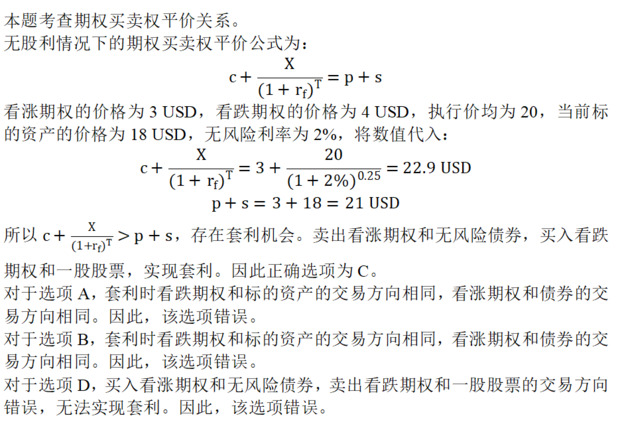 本题考查期权买卖权平价关系。
无股利情况下的期权买卖权平价公式为：
c + X/(1 + r_f)^T = p + s
看涨期权的价格为 3 USD，看跌期权的价格为 4 USD，执行价均为 20，当前标
的资产的价格为 18 USD，无风险利率为 2%，将数值代入：
c + X/(1 + r_f)^T = 3 + 20/(1 + 2%)^0.25 = 22.9 USD
p + s = 3 + 18 = 21 USD
所以 c + X/(1+r_f)^T > p + s，存在套利机会。卖出看涨期权和无风险债券，买入看跌
期权和一股股票，实现套利。因此正确选项为 C。
对于选项 A，套利时看跌期权和标的资产的交易方向相同，看涨期权和债券的交
易方向相同。因此，该选项错误。
对于选项 B，套利时看跌期权和标的资产的交易方向相同，看涨期权和债券的交
易方向相同。因此，该选项错误。
对于选项 D，买入看涨期权和无风险债券，卖出看跌期权和一股股票的交易方向
错误，无法实现套利。因此，该选项错误。